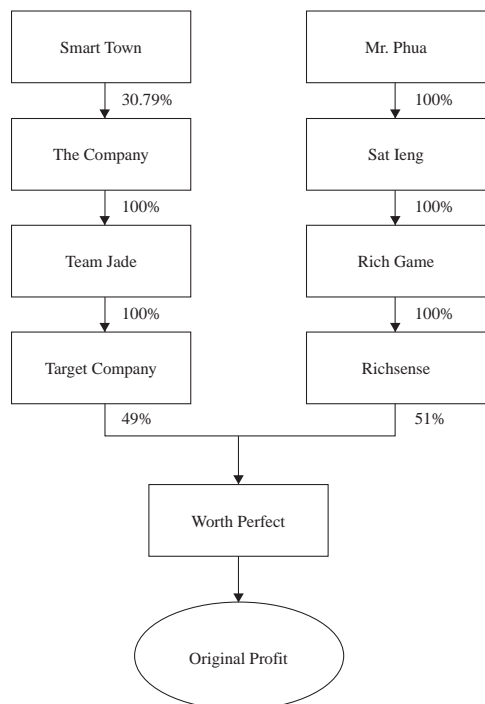 Smart Town
Mr. Phua
30.79%
100%
The Company
Sat Ieng
100%
100%
Team Jade
Rich Game
100%
100%
Target Company
Richsense
49%
51%
Worth Perfect
Original Profit